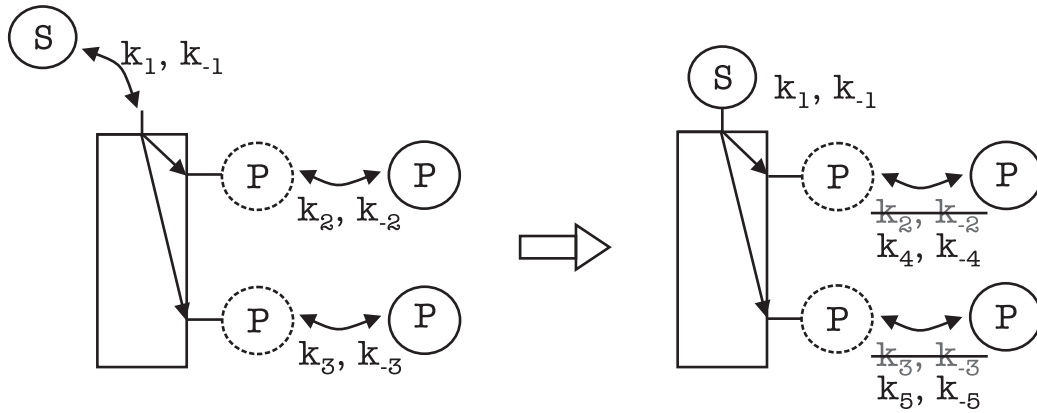 S
k₁, k₋₁
P
P
k₂, k₋₂
P
P
k₃, k₋₃
S
k₁, k₋₁
P
P
k₂, k₋₂
k₄, k₋₄
P
P
k₃, k₋₃
k₅, k₋₅